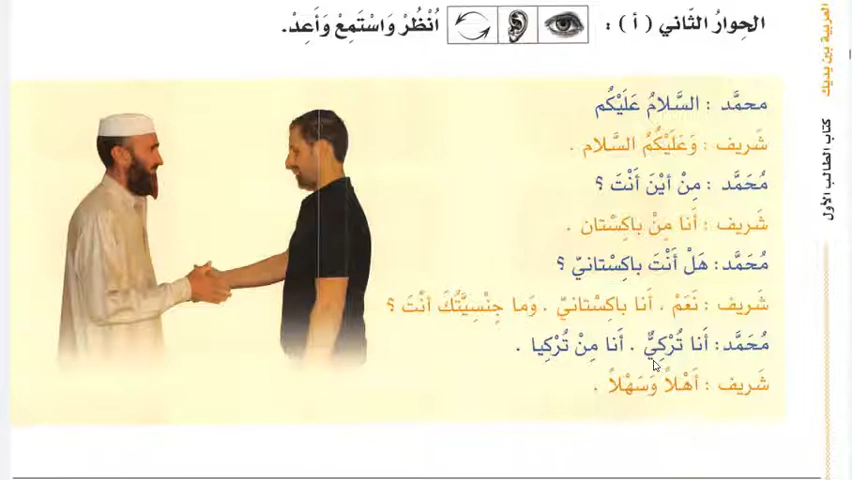 الحِوارُ الثّاني ( أ ) : اُنْظُرْ وَاسْتَمِعْ وَأَعِدْ.
محمَّد : السَّلامُ عَلَيْكُم
شَريف : وَعَلَيْكُمُ السَّلام .
مُحَمَّد : مِنْ أَيْنَ أَنْتَ ؟
شَريف : أَنا مِنْ باكِسْتان .
مُحَمَّد: هَلْ أَنْتَ باكِسْتانيّ ؟
شَريف : نَعَمْ ، أَنا باكِسْتانيّ . وَما جِنْسِيَّتُكَ أَنْتَ ؟
مُحَمَّد: أَنا تُرْكِيٌّ . أَنا مِنْ تُرْكِيا .
شَريف : أَهْلاً وَسَهْلاً .
العربية بين يديك
كتاب الطالب الأول